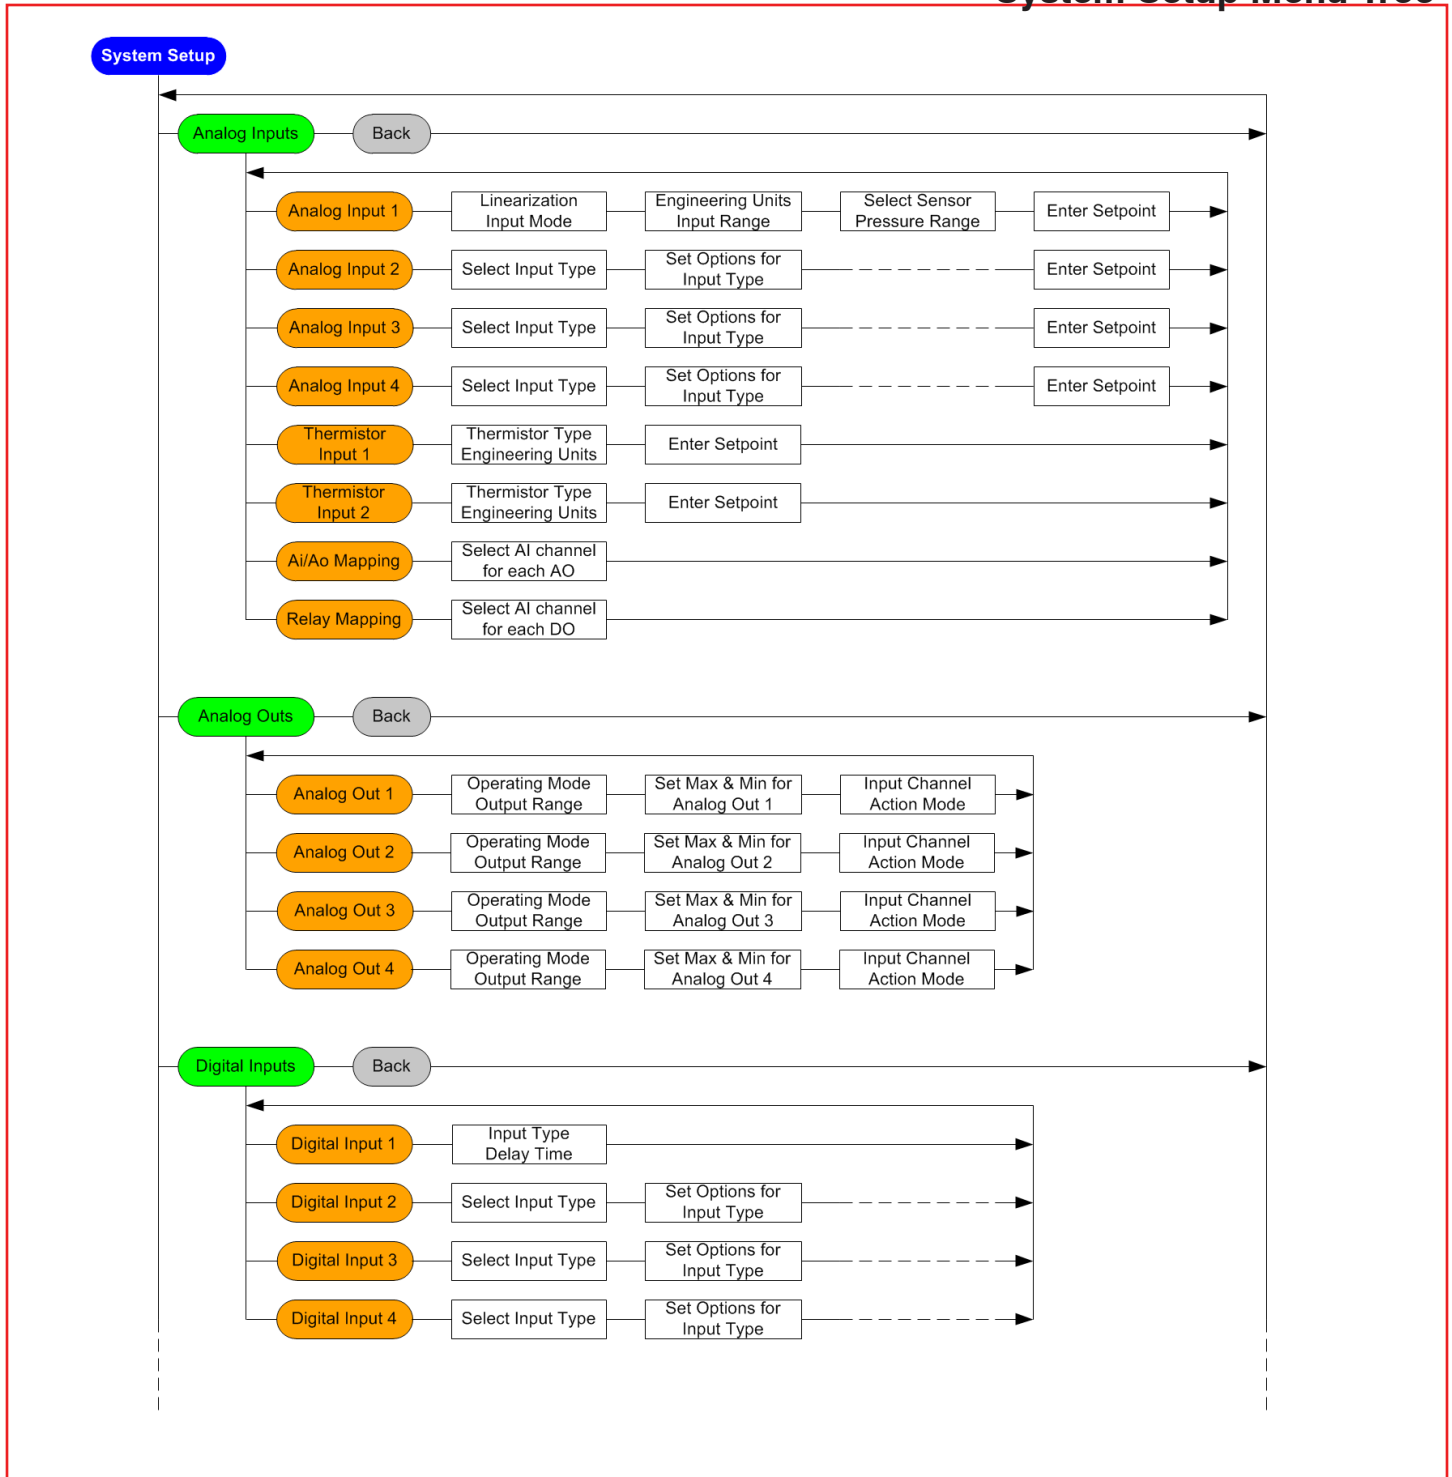 System Setup Menu Tree
System Setup
Analog Inputs
Back
Analog Input 1
Linearization
Input Mode
Engineering Units
Input Range
Select Sensor
Pressure Range
Enter Setpoint
Analog Input 2
Select Input Type
Set Options for
Input Type
Enter Setpoint
Analog Input 3
Select Input Type
Set Options for
Input Type
Enter Setpoint
Analog Input 4
Select Input Type
Set Options for
Input Type
Enter Setpoint
Thermistor
Input 1
Thermistor Type
Engineering Units
Enter Setpoint
Thermistor
Input 2
Thermistor Type
Engineering Units
Enter Setpoint
Ai/Ao Mapping
Select AI channel
for each AO
Relay Mapping
Select AI channel
for each DO
Analog Outs
Back
Analog Out 1
Operating Mode
Output Range
Set Max & Min for
Analog Out 1
Input Channel
Action Mode
Analog Out 2
Operating Mode
Output Range
Set Max & Min for
Analog Out 2
Input Channel
Action Mode
Analog Out 3
Operating Mode
Output Range
Set Max & Min for
Analog Out 3
Input Channel
Action Mode
Analog Out 4
Operating Mode
Output Range
Set Max & Min for
Analog Out 4
Input Channel
Action Mode
Digital Inputs
Back
Digital Input 1
Input Type
Delay Time
Digital Input 2
Select Input Type
Set Options for
Input Type
Digital Input 3
Select Input Type
Set Options for
Input Type
Digital Input 4
Select Input Type
Set Options for
Input Type